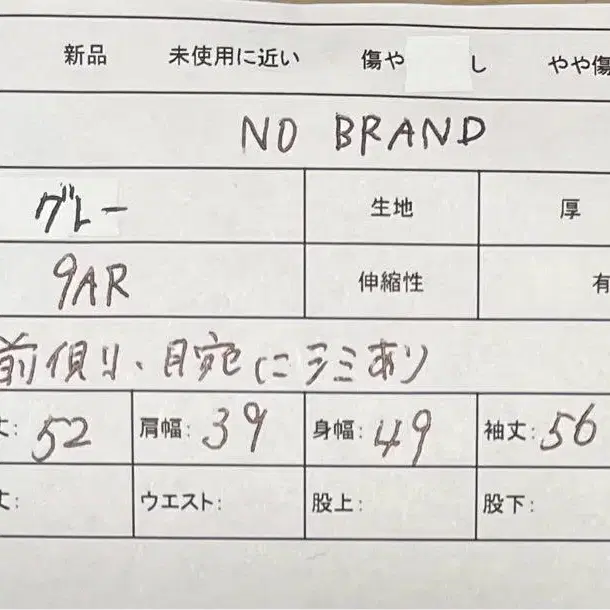 新品 未使用に近い 傷や し やや傷
NO BRAND
グレー 生地 厚
9AR 伸縮性 有
前側り、目宛にシミあり
丈: 52 肩幅: 39 身幅: 49 袖丈: 56
丈: ウエスト: 股上: 股下: